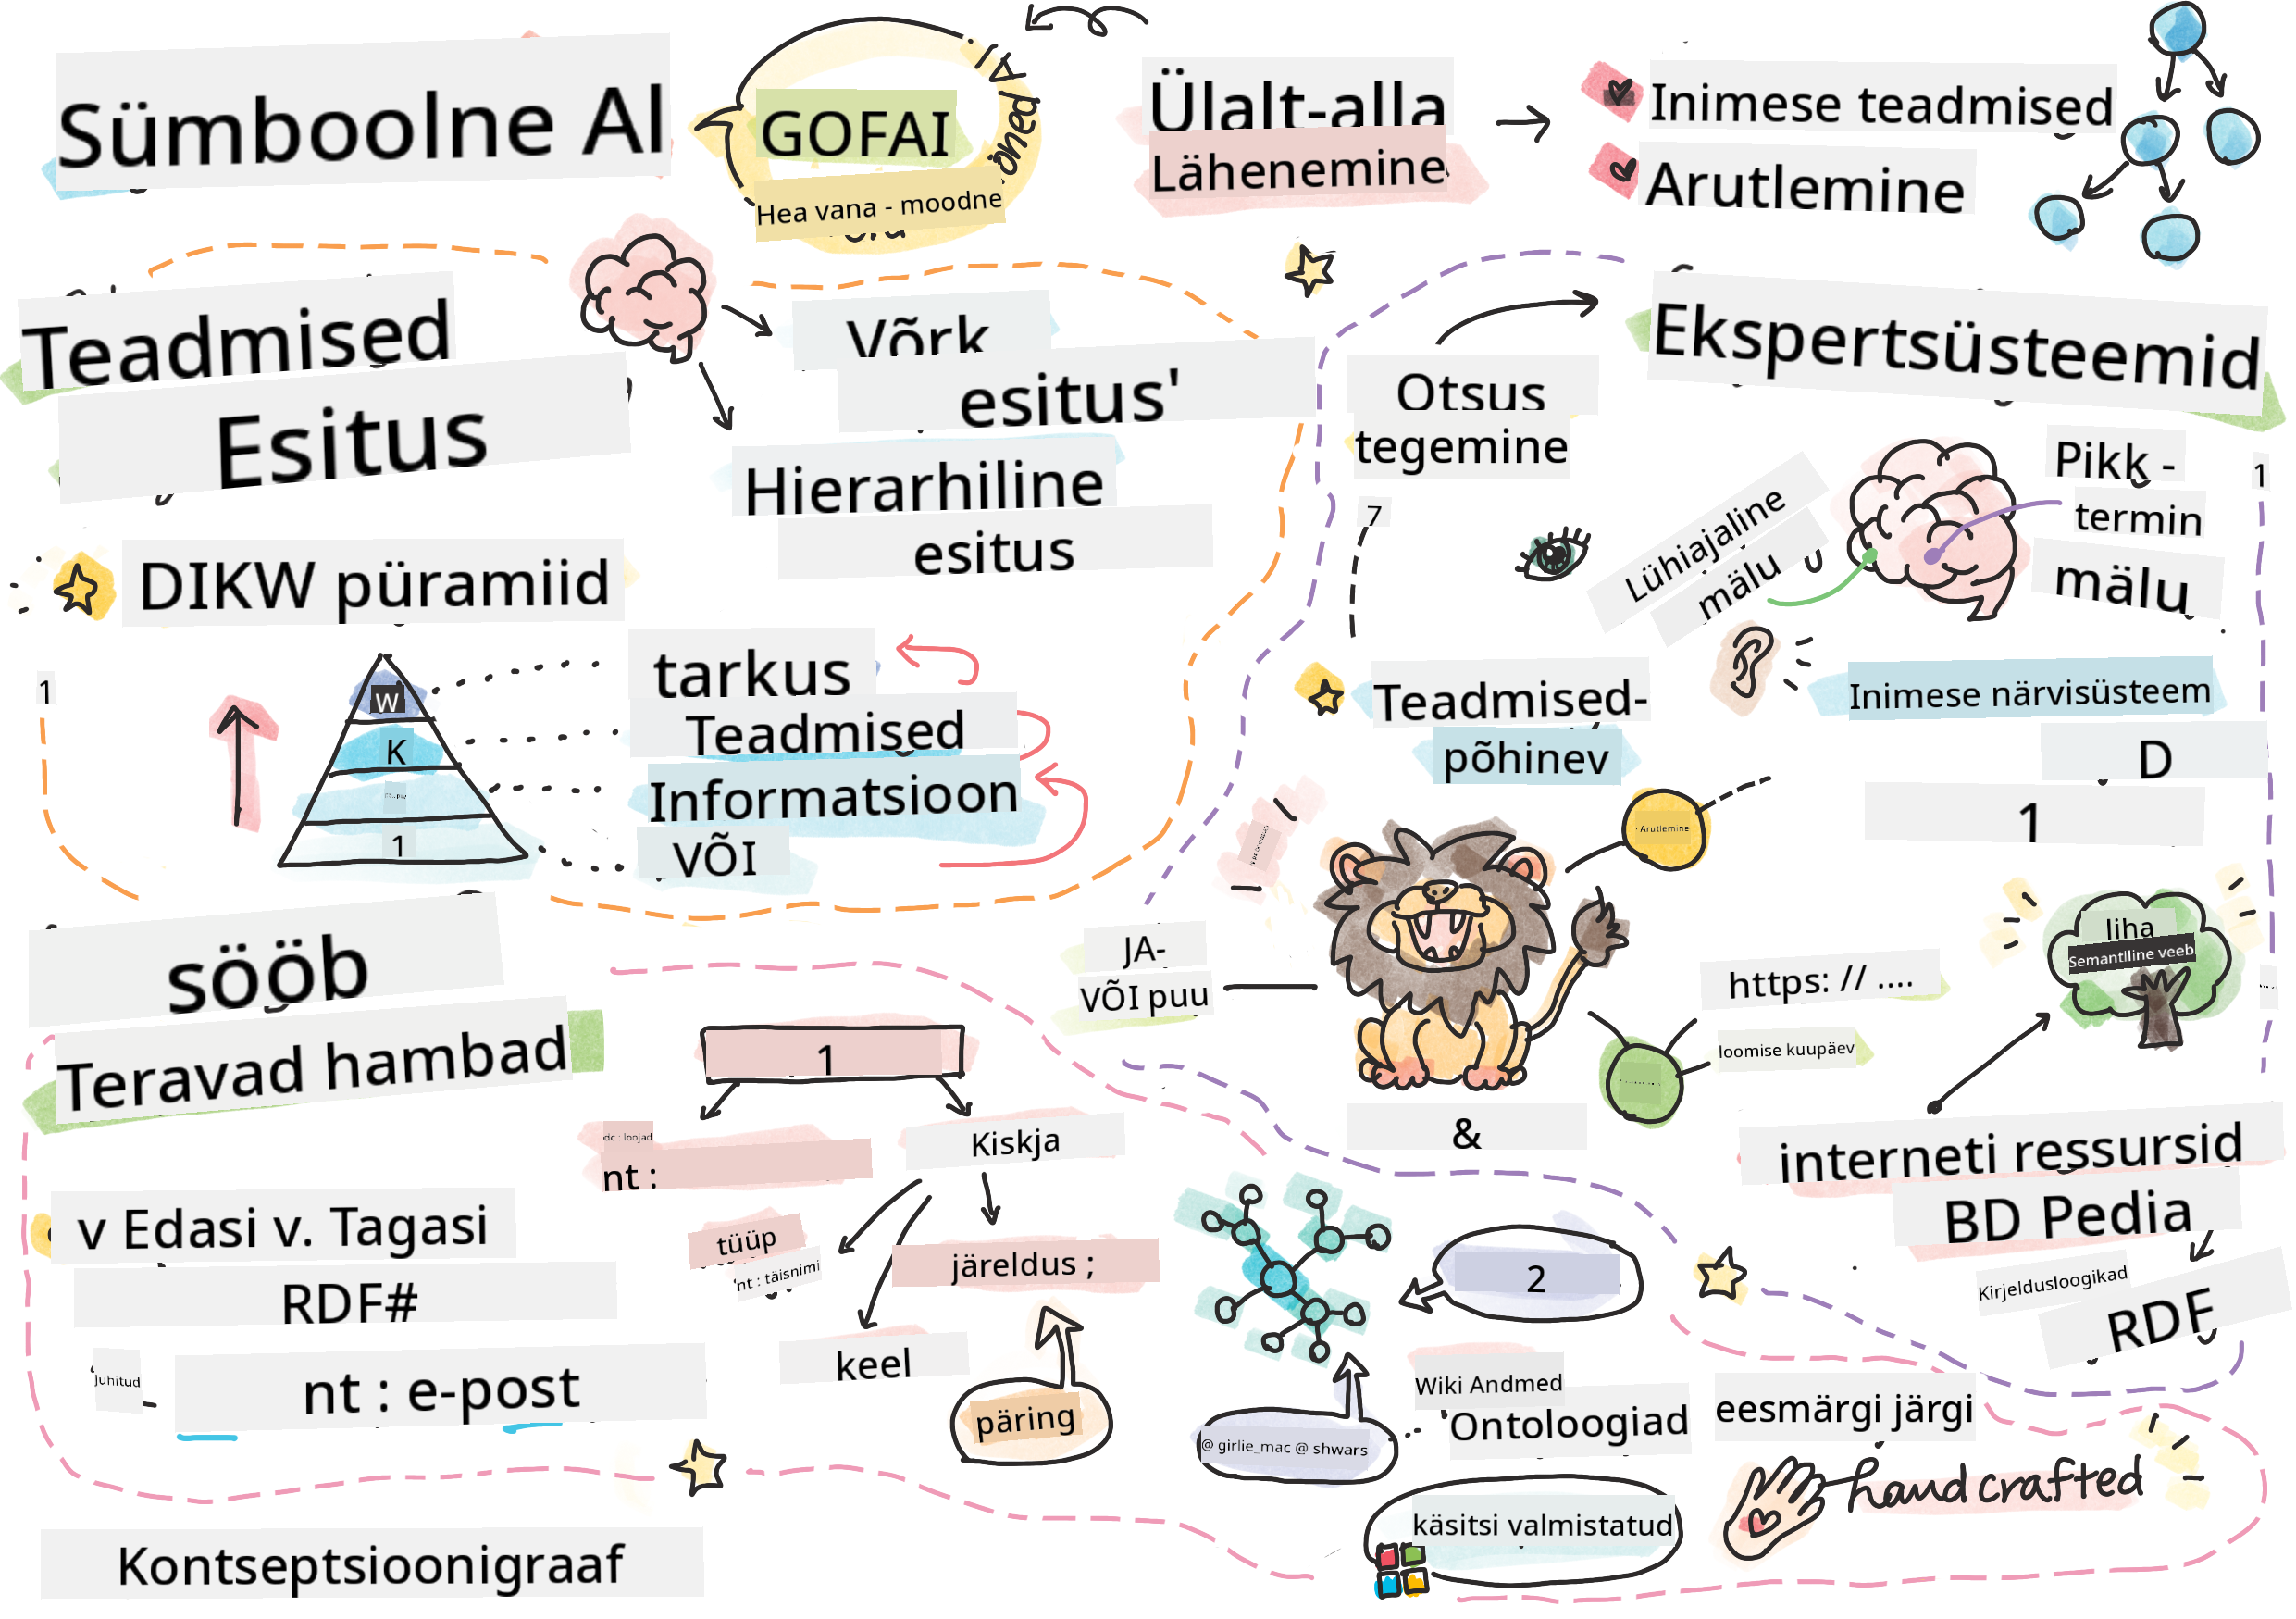 Sümboolne AI
GOFAI
Hea vana - moodne
Ülalt-alla
Lähenemine
Inimese teadmised
Arutlemine
Teadmised
Esitus
Võrk
esitus'
Hierarhiline
esitus
DIKW püramiid
W
K
1
1
tarkus
Teadmised
Informatsioon
VÕI
Otsus
tegemine
7
Ekspertsüsteemid
Lühiajaline
mälu
Pikk -
termin
mälu
1
Inimese närvisüsteem
D
1
Teadmised-
põhinev
Arutlemine
JA-
VÕI puu
https: // ....
loomise kuupäev
liha
Semantiline veeb
&
interneti ressursid
BD Pedia
Kirjeldusloogikad
RDF
sööb
Teravad hambad
v Edasi v. Tagasi
RDF#
Juhitud
nt : e-post
1
dc : loojad
nt :
Kiskja
tüüp
nt : täisnimi
järeldus ;
keel
päring
2
@ girlie_mac @ shwars
Wiki Andmed
Ontoloogiad
eesmärgi järgi
käsitsi valmistatud
hand crafted
Kontseptsioonigraaf